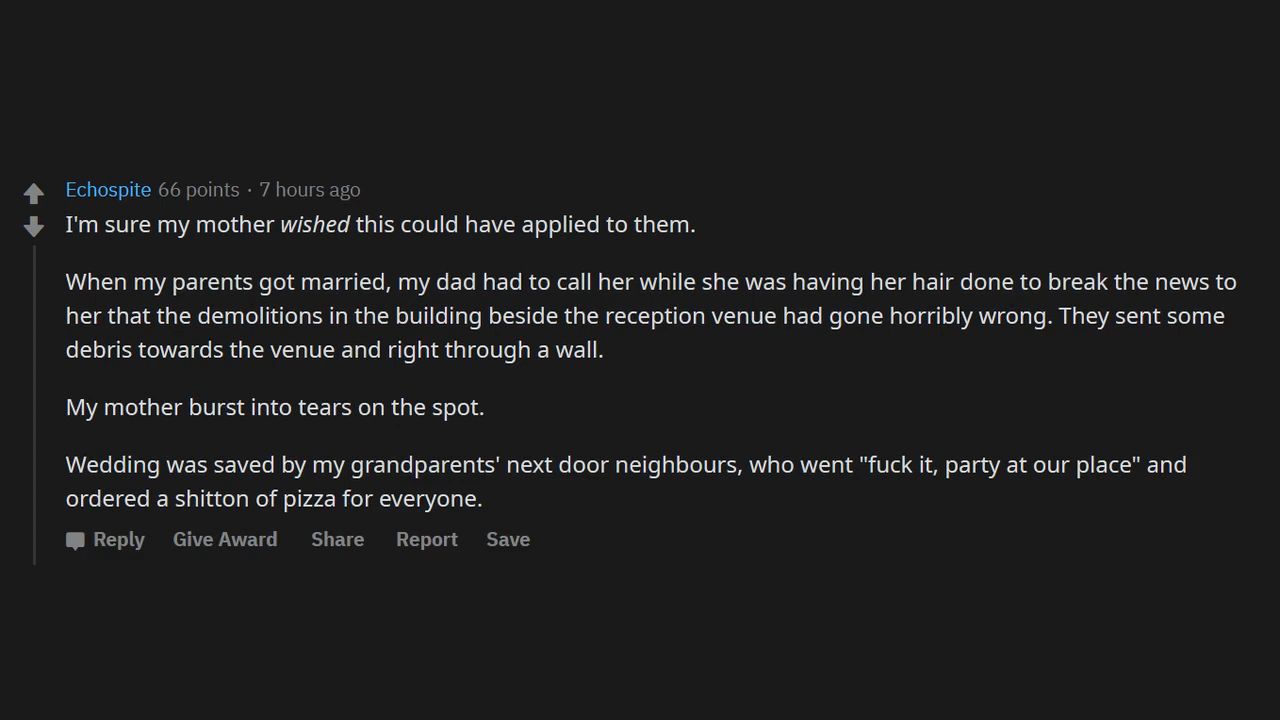 Echospite 66 points · 7 hours ago
I'm sure my mother wished this could have applied to them.
When my parents got married, my dad had to call her while she was having her hair done to break the news to
her that the demolitions in the building beside the reception venue had gone horribly wrong. They sent some
debris towards the venue and right through a wall.
My mother burst into tears on the spot.
Wedding was saved by my grandparents' next door neighbours, who went "fuck it, party at our place" and
ordered a shitton of pizza for everyone.
Reply Give Award Share Report Save